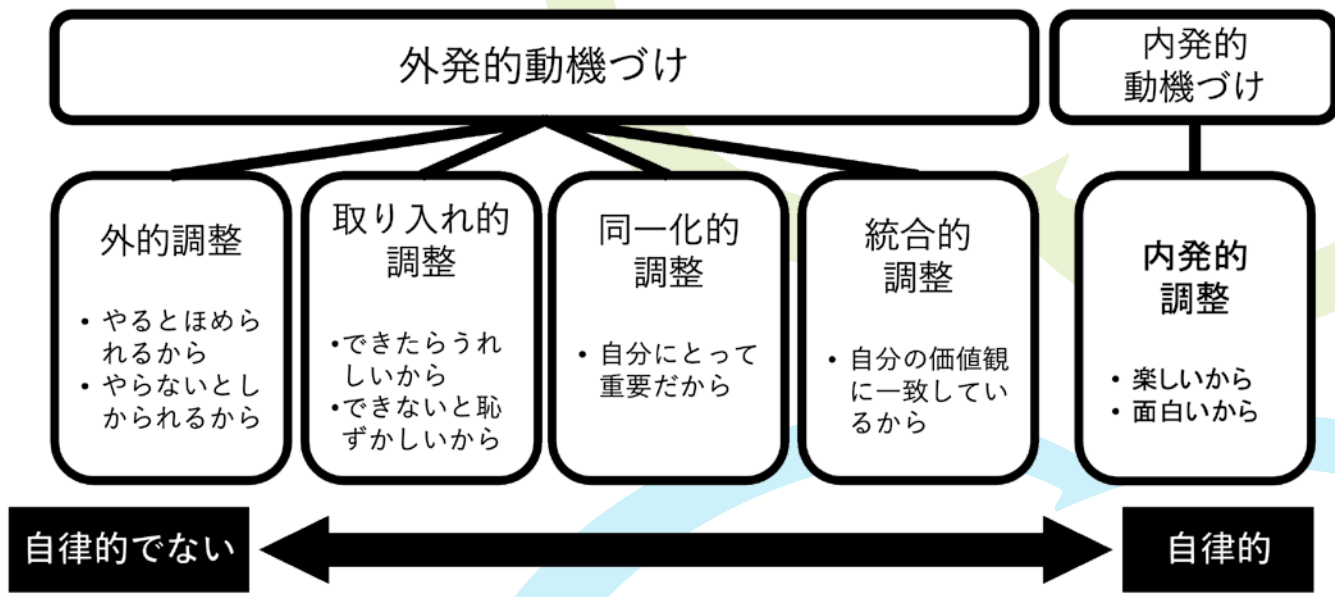 外発的動機づけ
内発的
動機づけ
外的調整
• やるとほめら
れるから
• やらないとし
かられるから
取り入れ的
調整
•できたらうれ
しいから
•できないと恥
ずかしいから
同一化的
調整
• 自分にとって
重要だから
統合的
調整
• 自分の価値観
に一致してい
るから
内発的
調整
• 楽しいから
• 面白いから
自律的でない
自律的